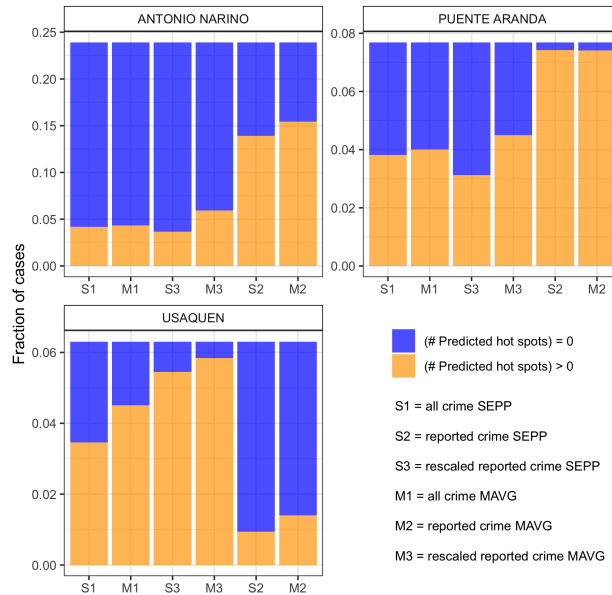 ANTONIO NARINO
PUENTE ARANDA
0.25
0.20
0.15
0.10
0.05
0.00
0.08
0.06
0.04
0.02
0.00
S1 M1 S3 M3 S2 M2
S1 M1 S3 M3 S2 M2
Fraction of cases
USAQUEN
0.06
0.04
0.02
0.00
S1 M1 S3 M3 S2 M2
(# Predicted hot spots) = 0
(# Predicted hot spots) > 0
S1 = all crime SEPP
S2 = reported crime SEPP
S3 = rescaled reported crime SEPP
M1 = all crime MAVG
M2 = reported crime MAVG
M3 = rescaled reported crime MAVG